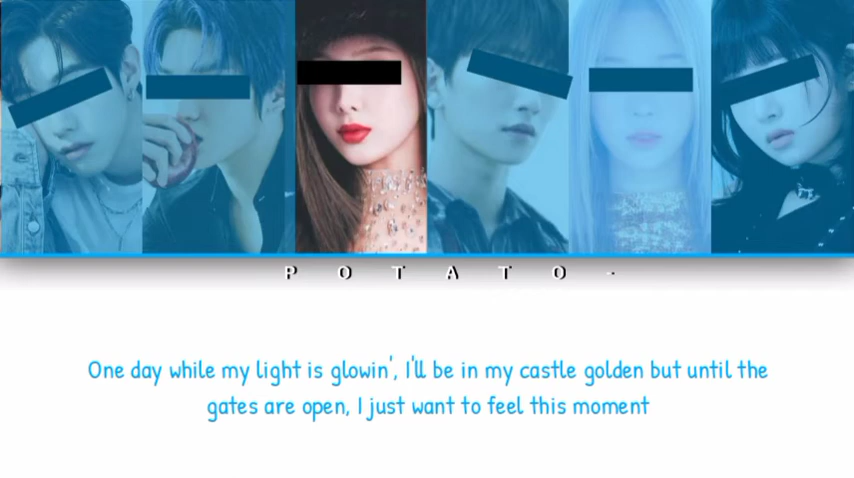 P O T A T O -
One day while my light is glowin', I'll be in my castle golden but until the
gates are open, I just want to feel this moment